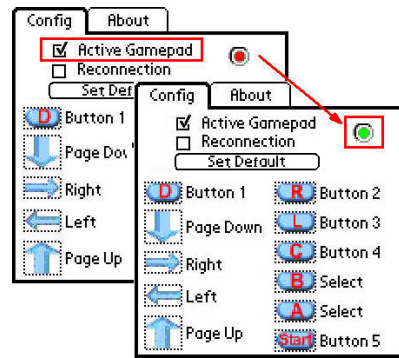 Config About
Active Gamepad
Reconnection
Set Def
D Button 1
Page Dov
Right
Left
Page Up
Config About
Active Gamepad
Reconnection
Set Default
D Button 1 R Button 2
Page Down L Button 3
Right C Button 4
Left B Select
Page Up A Select
Start Button 5